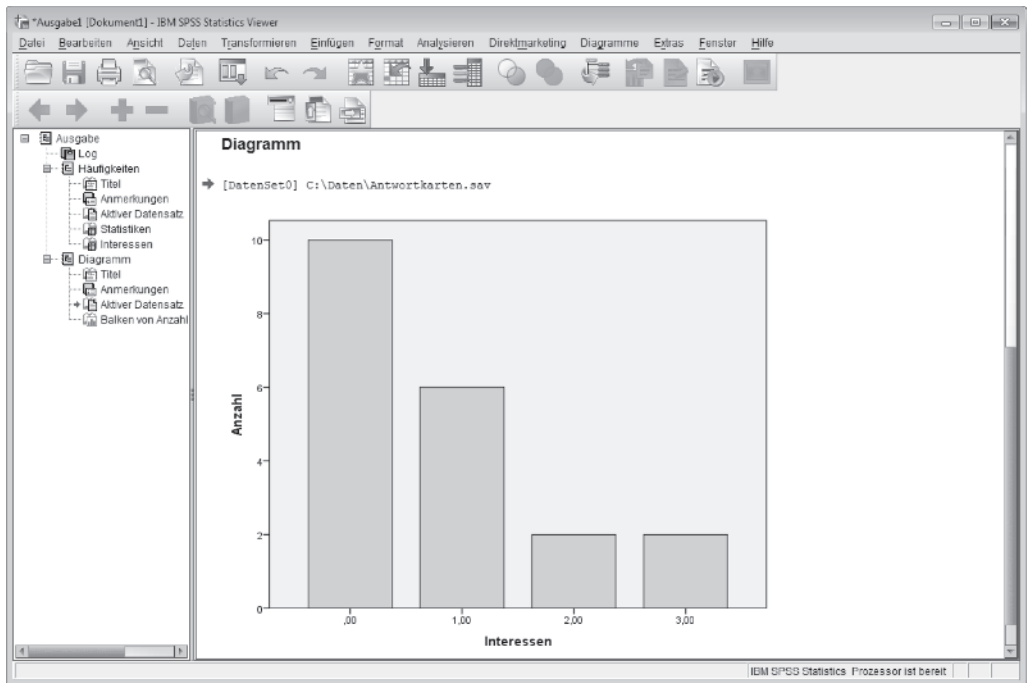 *Ausgabe1 [Dokument1] - IBM SPSS Statistics Viewer
Datei Bearbeiten Ansicht Daten Transformieren Einfügen Format Analysieren Direktmarketing Diagramme Extras Fenster Hilfe
Ausgabe
Log
Häufigkeiten
Titel
Anmerkungen
Aktiver Datensatz
Statistiken
Interessen
Diagramm
Titel
Anmerkungen
Aktiver Datensatz
Balken von Anzahl
Diagramm
[DatenSet0] C:\Daten\Antwortkarten.sav
Anzahl
10
8
6
4
2
0
,00 1,00 2,00 3,00
Interessen
IBM SPSS Statistics Prozessor ist bereit